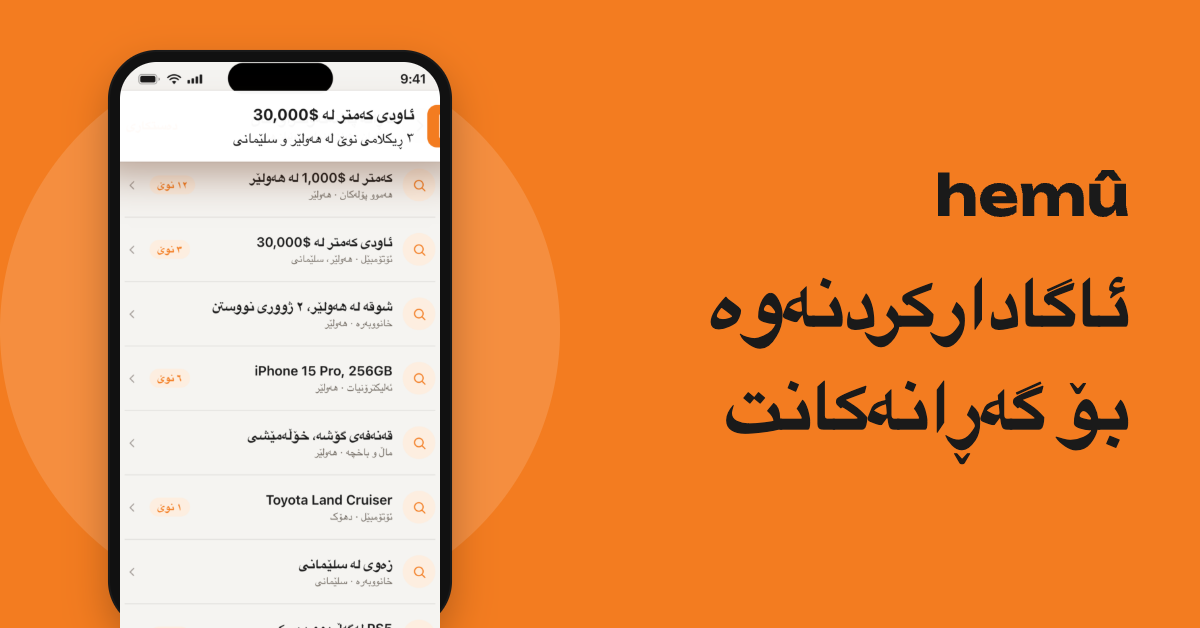 9:41
ئاودی کەمتر لە $30,000
٣ ڕیکلامی نوێ لە هەولێر و سلێمانی
کەمتر لە $1,000 لە هەولێر
هەموو پۆلەکان · هەولێر
١٢ نوێ
ئاودی کەمتر لە $30,000
ئۆتۆمبێل · هەولێر، سلێمانی
٣ نوێ
شوقە لە هەولێر، ٢ ژووری نووستن
خانووبەرە · هەولێر
iPhone 15 Pro, 256GB
ئەلیکترۆنیات · هەولێر
٦ نوێ
قەنەفەی گۆشە، خۆڵەمێشی
ماڵ و باخچە · هەولێر
Toyota Land Cruiser
ئۆتۆمبێل · دهۆک
١ نوێ
زەوی لە سلێمانی
خانووبەرە · سلێمانی
hemû
ئاگادارکردنەوە
بۆ گەڕانەکانت